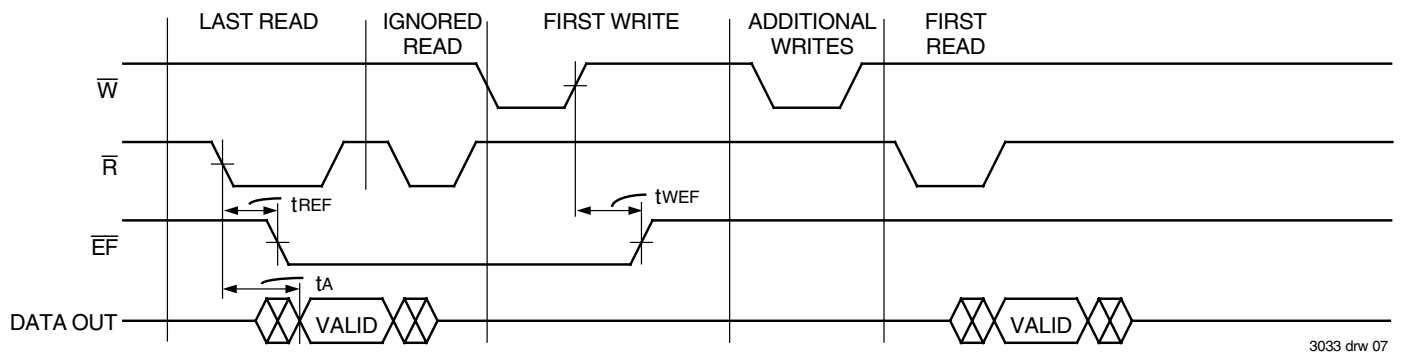 LAST READ
IGNORED
READ
FIRST WRITE
ADDITIONAL
WRITES
FIRST
READ
W̅
R̅
tREF
tWEF
E̅F̅
tA
DATA OUT
VALID
VALID
3033 drw 07